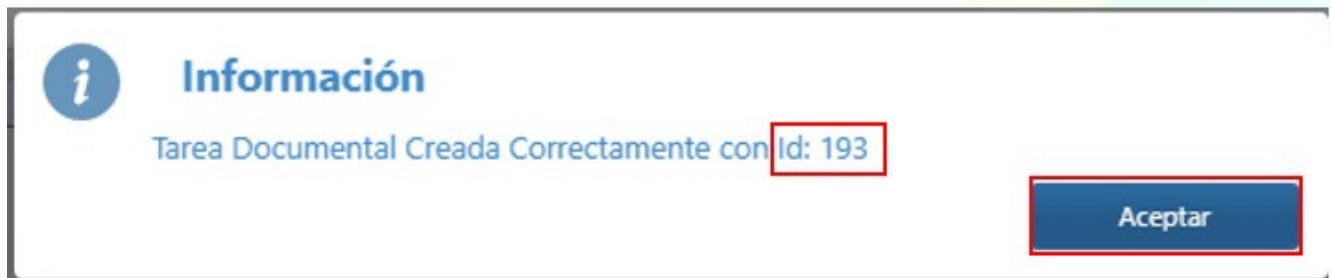 Información
Tarea Documental Creada Correctamente con Id: 193
Aceptar